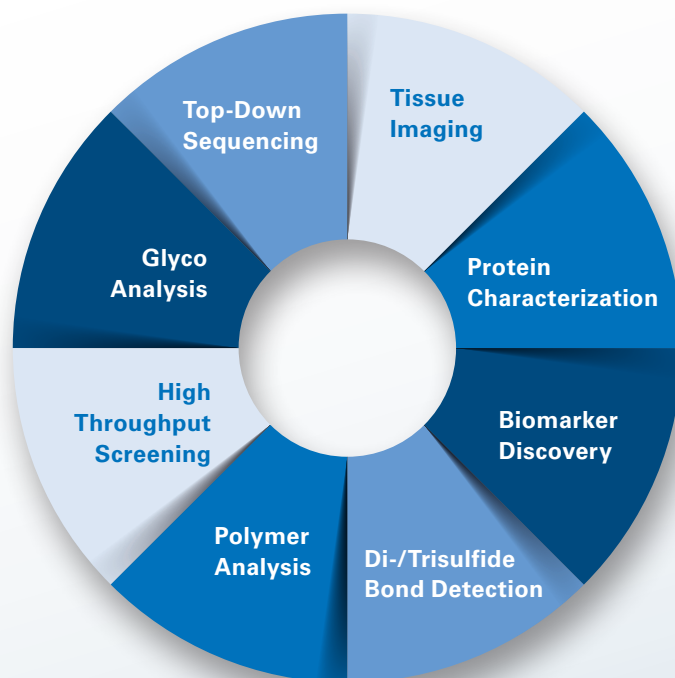 Tissue
Imaging
Protein
Characterization
Biomarker
Discovery
Di-/Trisulfide
Bond Detection
Polymer
Analysis
High
Throughput
Screening
Glyco
Analysis
Top-Down
Sequencing